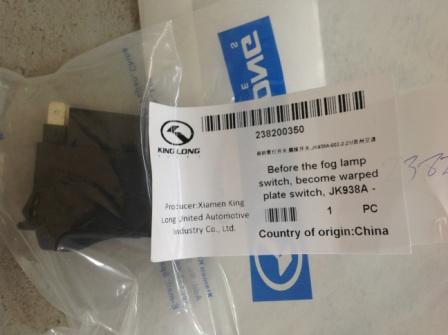 238200350
KING LONG
Before the fog lamp
switch, become warped
plate switch, JK938A -
1 PC
Producer:Xiamen King
Long United Automotive
Industry Co., Ltd.
Country of origin:China